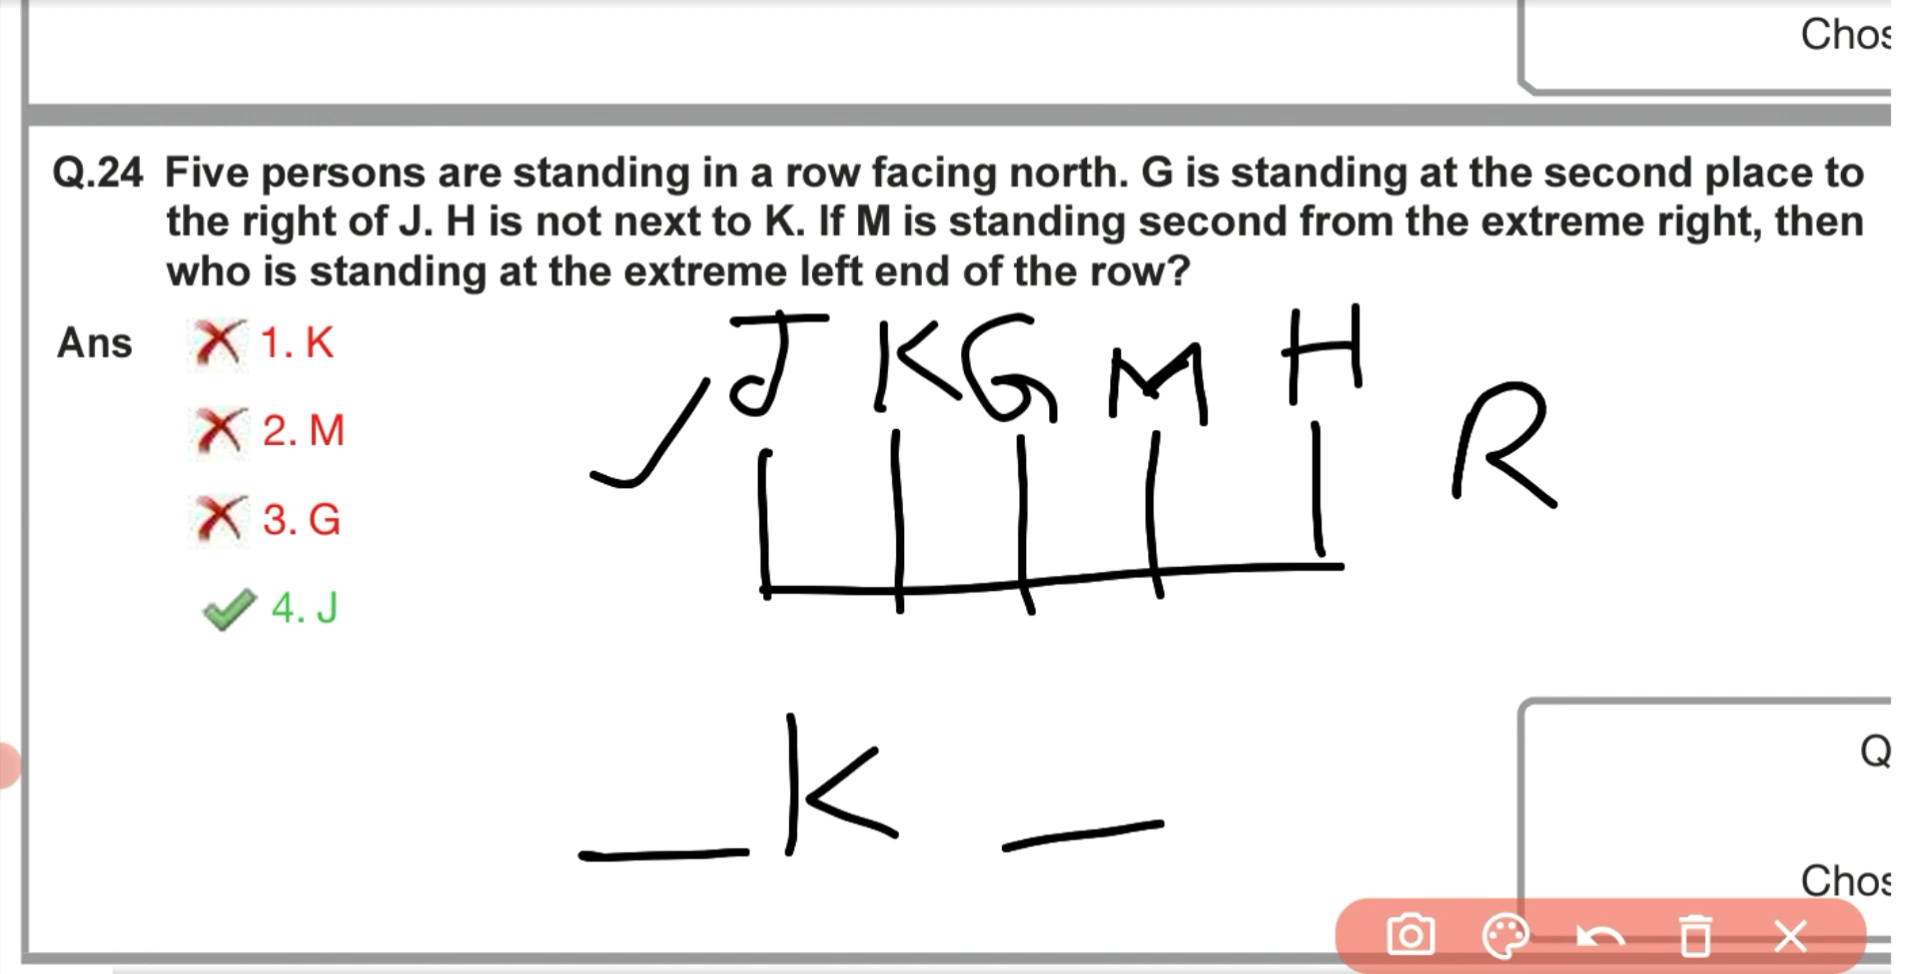 Chos
Q.24 Five persons are standing in a row facing north. G is standing at the second place to
the right of J. H is not next to K. If M is standing second from the extreme right, then
who is standing at the extreme left end of the row?
Ans 1. K
2. M
3. G
4. J
J K G M H
R
K
Q
Chos